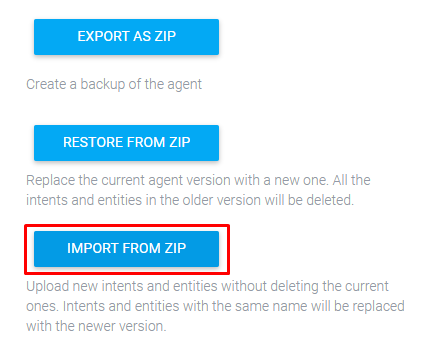 EXPORT AS ZIP
Create a backup of the agent
RESTORE FROM ZIP
Replace the current agent version with a new one. All the
intents and entities in the older version will be deleted.
IMPORT FROM ZIP
Upload new intents and entities without deleting the current
ones. Intents and entities with the same name will be replaced
with the newer version.